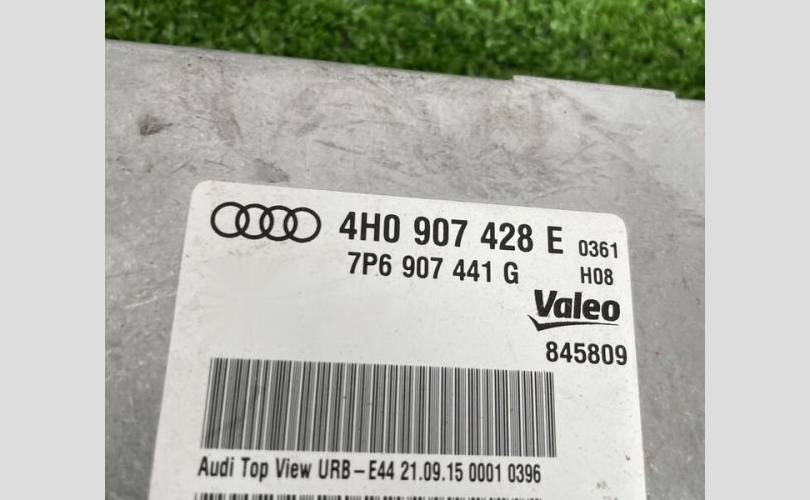 4H0 907 428 E 0361
7P6 907 441 G H08
Valeo
845809
Audi Top View URB-E44 21.09.15 0001 0396